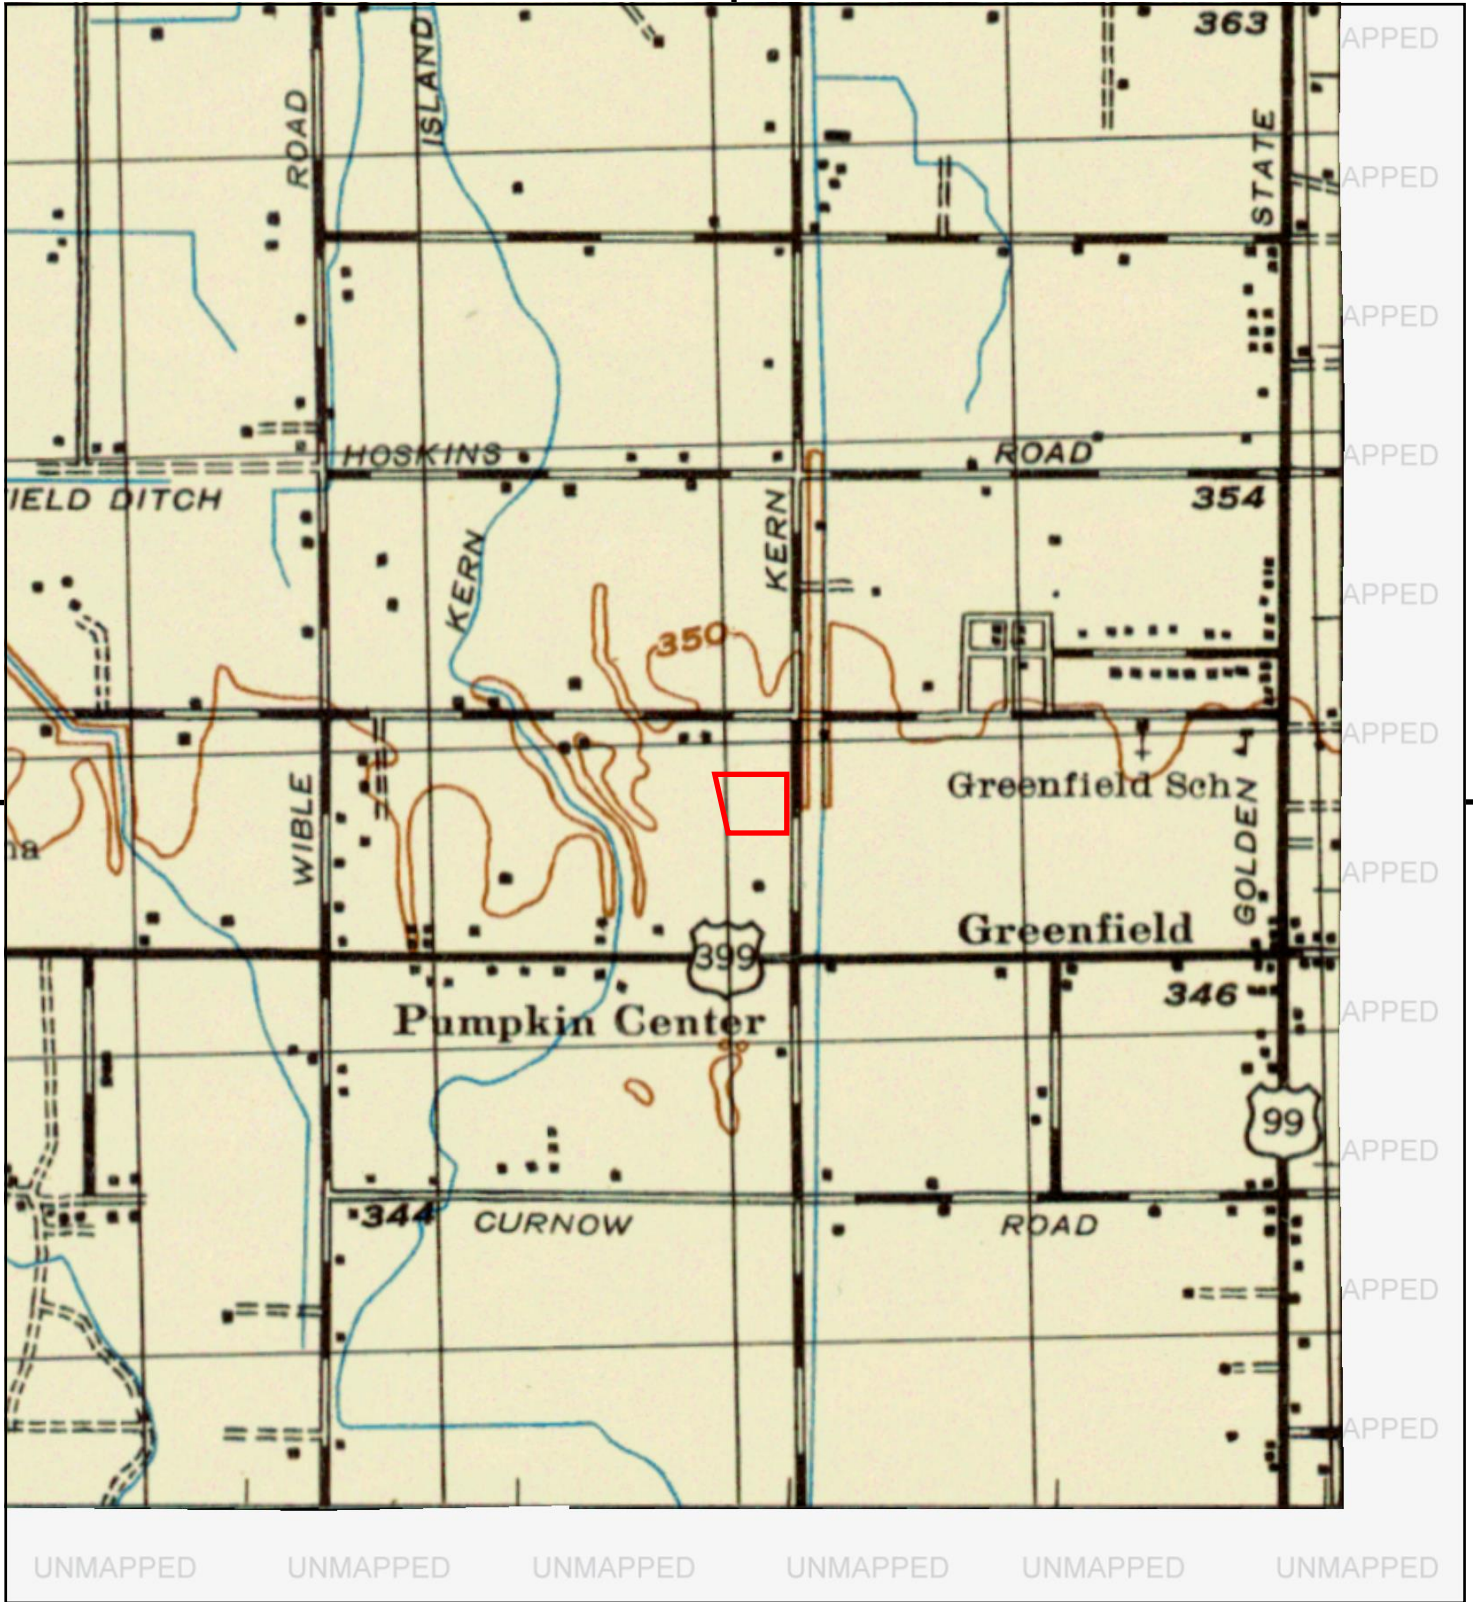 363
APPED
ROAD
ISLAND
STATE
APPED
APPED
HOSKINS
ROAD
APPED
IELD DITCH
354
KERN
KERN
APPED
350
APPED
WIBLE
Greenfield Sch
GOLDEN
na
APPED
Greenfield
399
346
APPED
Pumpkin Center
99
APPED
344
CURNOW
ROAD
APPED
APPED
UNMAPPED UNMAPPED UNMAPPED UNMAPPED UNMAPPED UNMAPPED